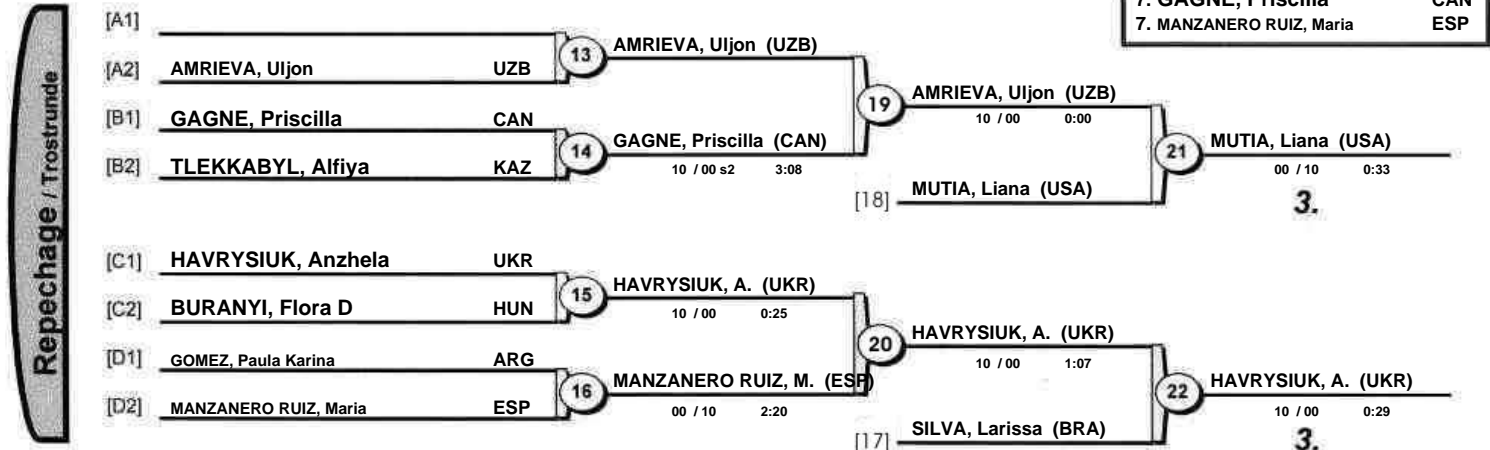 7. GAGNE, Priscilla CAN
7. MANZANERO RUIZ, Maria ESP
Repechage / Trostrunde
[A1]
13 AMRIEVA, Uljon (UZB)
[A2] AMRIEVA, Uljon UZB
19 AMRIEVA, Uljon (UZB)
10 / 00 0:00
[B1] GAGNE, Priscilla CAN
14 GAGNE, Priscilla (CAN)
10 / 00 s2 3:08
21 MUTIA, Liana (USA)
00 / 10 0:33
[B2] TLEKKABYL, Alfiya KAZ
[18] MUTIA, Liana (USA)
3.
[C1] HAVRYSIUK, Anzhela UKR
15 HAVRYSIUK, A. (UKR)
10 / 00 0:25
[C2] BURANYI, Flora D HUN
20 HAVRYSIUK, A. (UKR)
10 / 00 1:07
[D1] GOMEZ, Paula Karina ARG
16 MANZANERO RUIZ, M. (ESP)
00 / 10 2:20
22 HAVRYSIUK, A. (UKR)
10 / 00 0:29
[D2] MANZANERO RUIZ, Maria ESP
[17] SILVA, Larissa (BRA)
3.